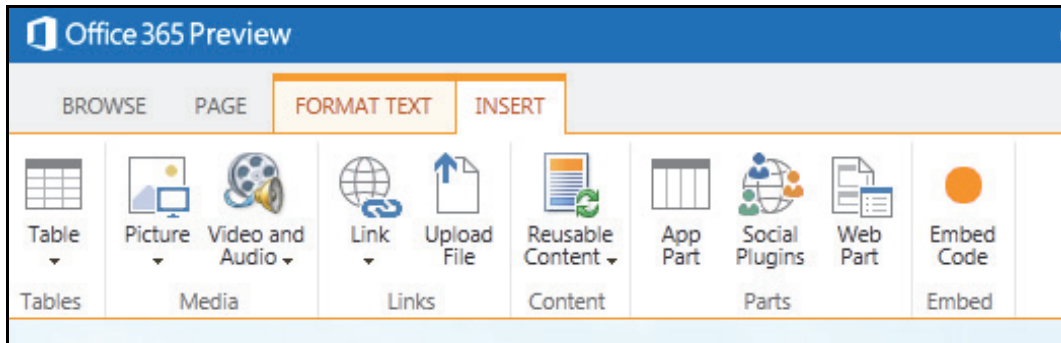 Office 365 Preview
BROWSE PAGE FORMAT TEXT INSERT
Table Picture Video and Audio Link Upload File Reusable Content App Part Social Plugins Web Part Embed Code
Tables Media Links Content Parts Embed